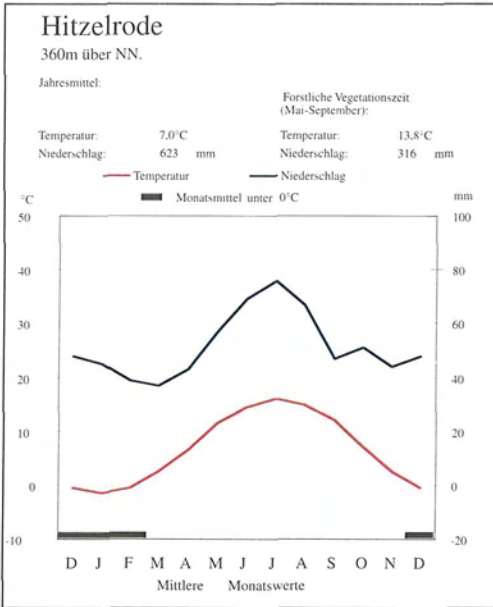 Hitzelrode
360m über NN.
Jahresmittel:
Forstliche Vegetationszeit
(Mai-September):
Temperatur: 7,0°C Temperatur: 13,8°C
Niederschlag: 623 mm Niederschlag: 316 mm
Temperatur Niederschlag
°C Monatsmittel unter 0°C mm
50 100
40 80
30 60
20 40
10 20
0 0
-10 -20
D J F M A M J J A S O N D
Mittlere Monatswerte